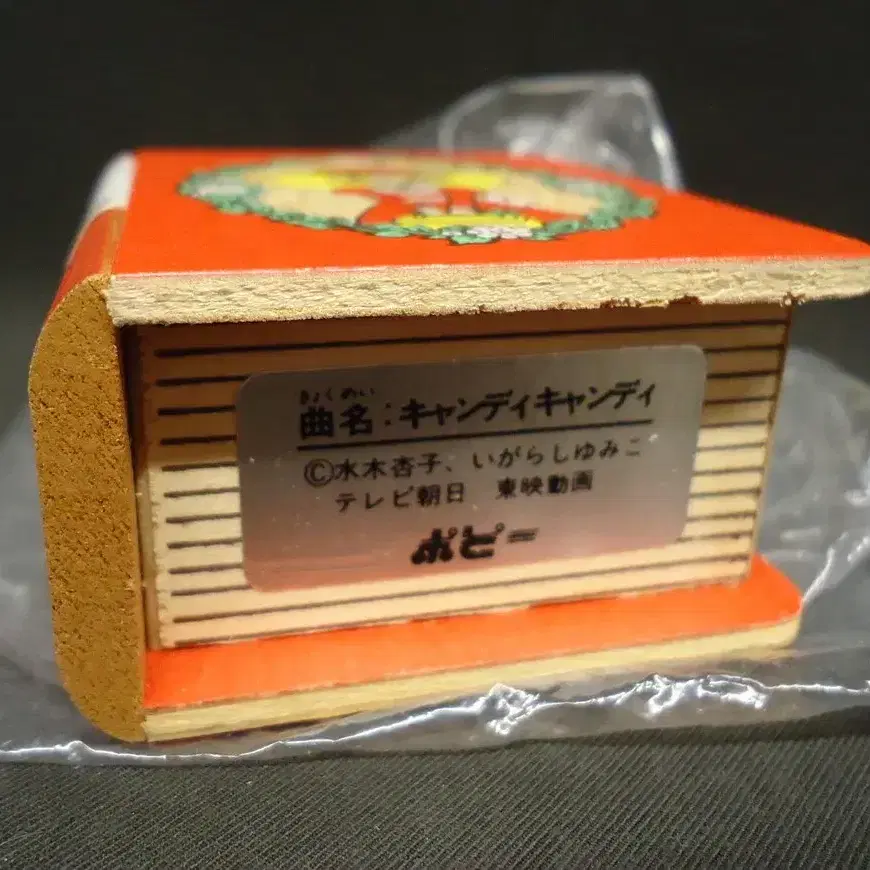 きょくめい
曲名:キャンディキャンディ
Ⓒ水木杏子、いがらしゆみこ
テレビ朝日 東映動画
ポピー